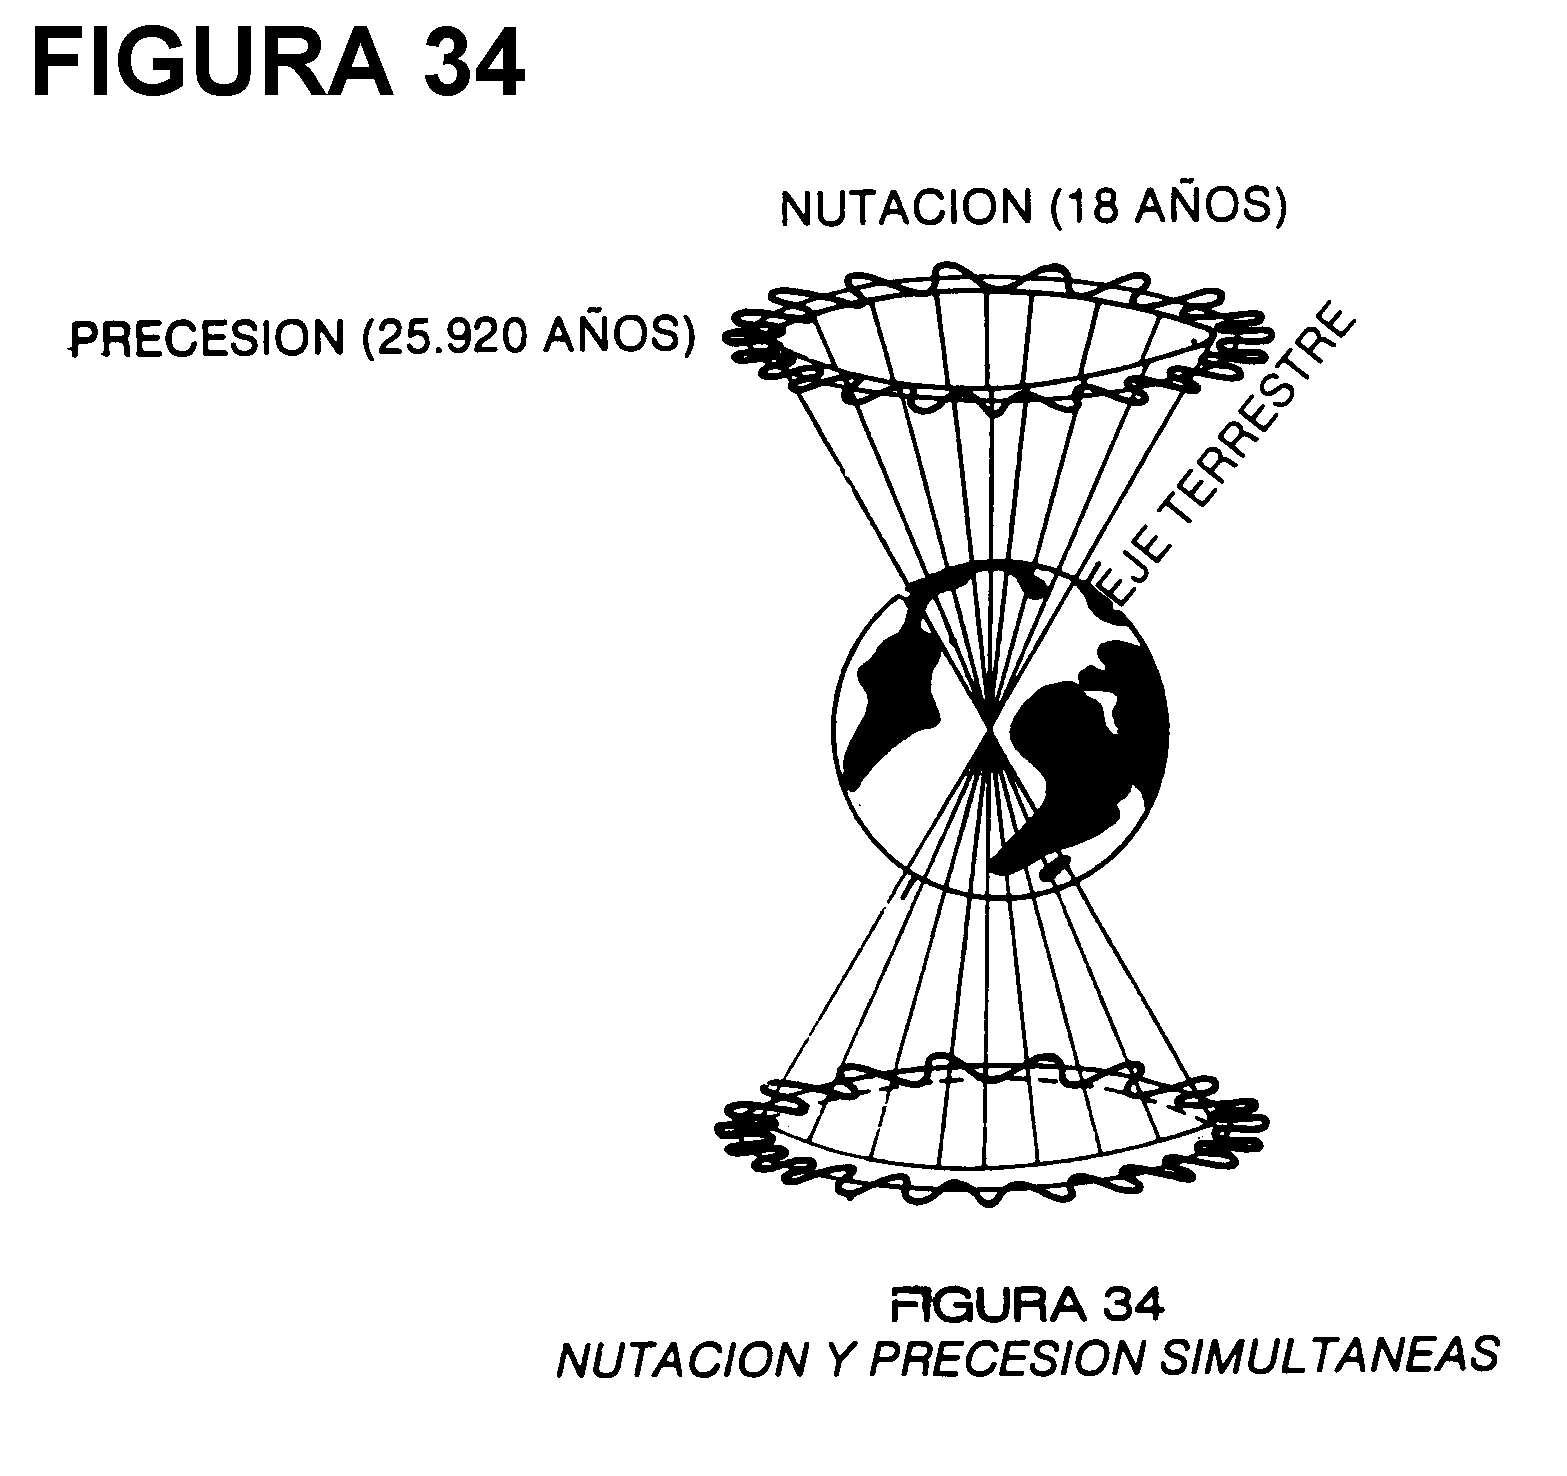 FIGURA 34
NUTACION (18 AÑOS)
PRECESION (25.920 AÑOS)
EJE TERRESTRE
FIGURA 34
NUTACION Y PRECESION SIMULTANEAS